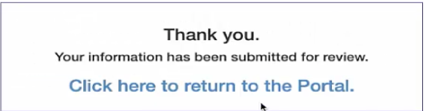 Thank you.
Your information has been submitted for review.
Click here to return to the Portal.